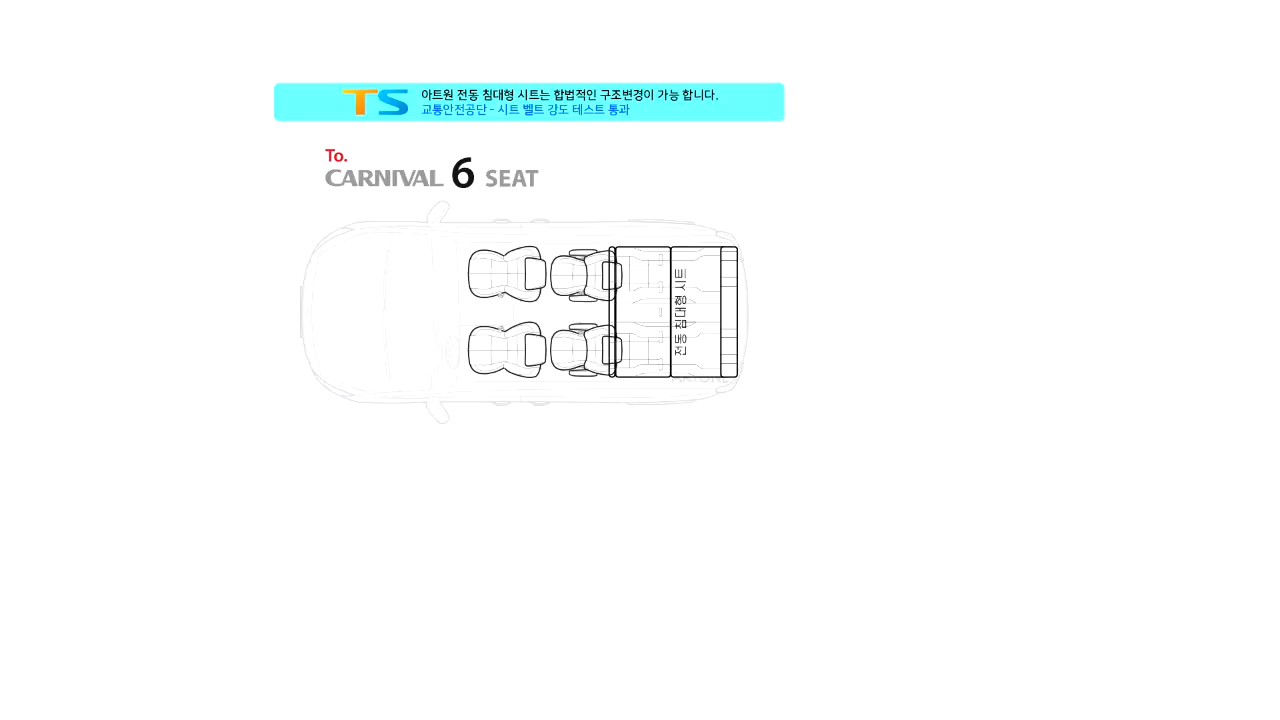 TS
아트원 전동 침대형 시트는 합법적인 구조변경이 가능 합니다.
교통안전공단 - 시트 벨트 강도 테스트 통과
To.
CARNIVAL 6 SEAT
전동침대형 시트